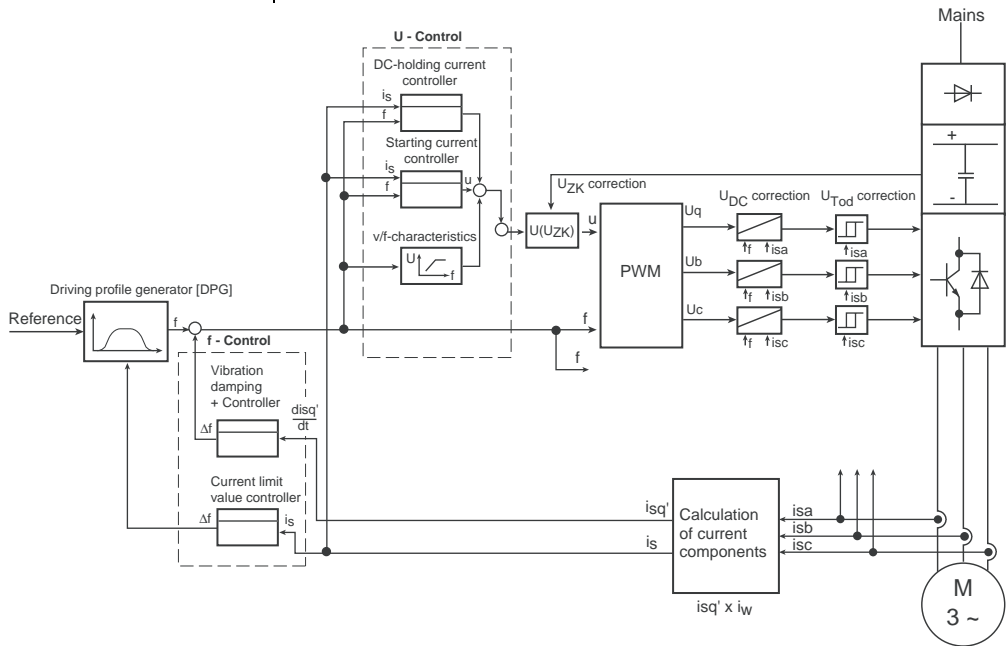 Mains
U - Control
DC-holding current
controller
is
f
Starting current
controller
is
f
u
v/f-characteristics
U
f
+
-
UZK correction
U(UZK)
u
PWM
Uq
Ub
Uc
UDC correction
UTod correction
f
isa
isa
f
isb
isb
f
isc
isc
Driving profile generator [DPG]
Reference
f
f
f
f - Control
Vibration
damping
+ Controller
Δf
disq'
dt
Current limit
value controller
Δf
is
isq'
is
Calculation
of current
components
isa
isb
isc
isq' x iw
M
3 ~